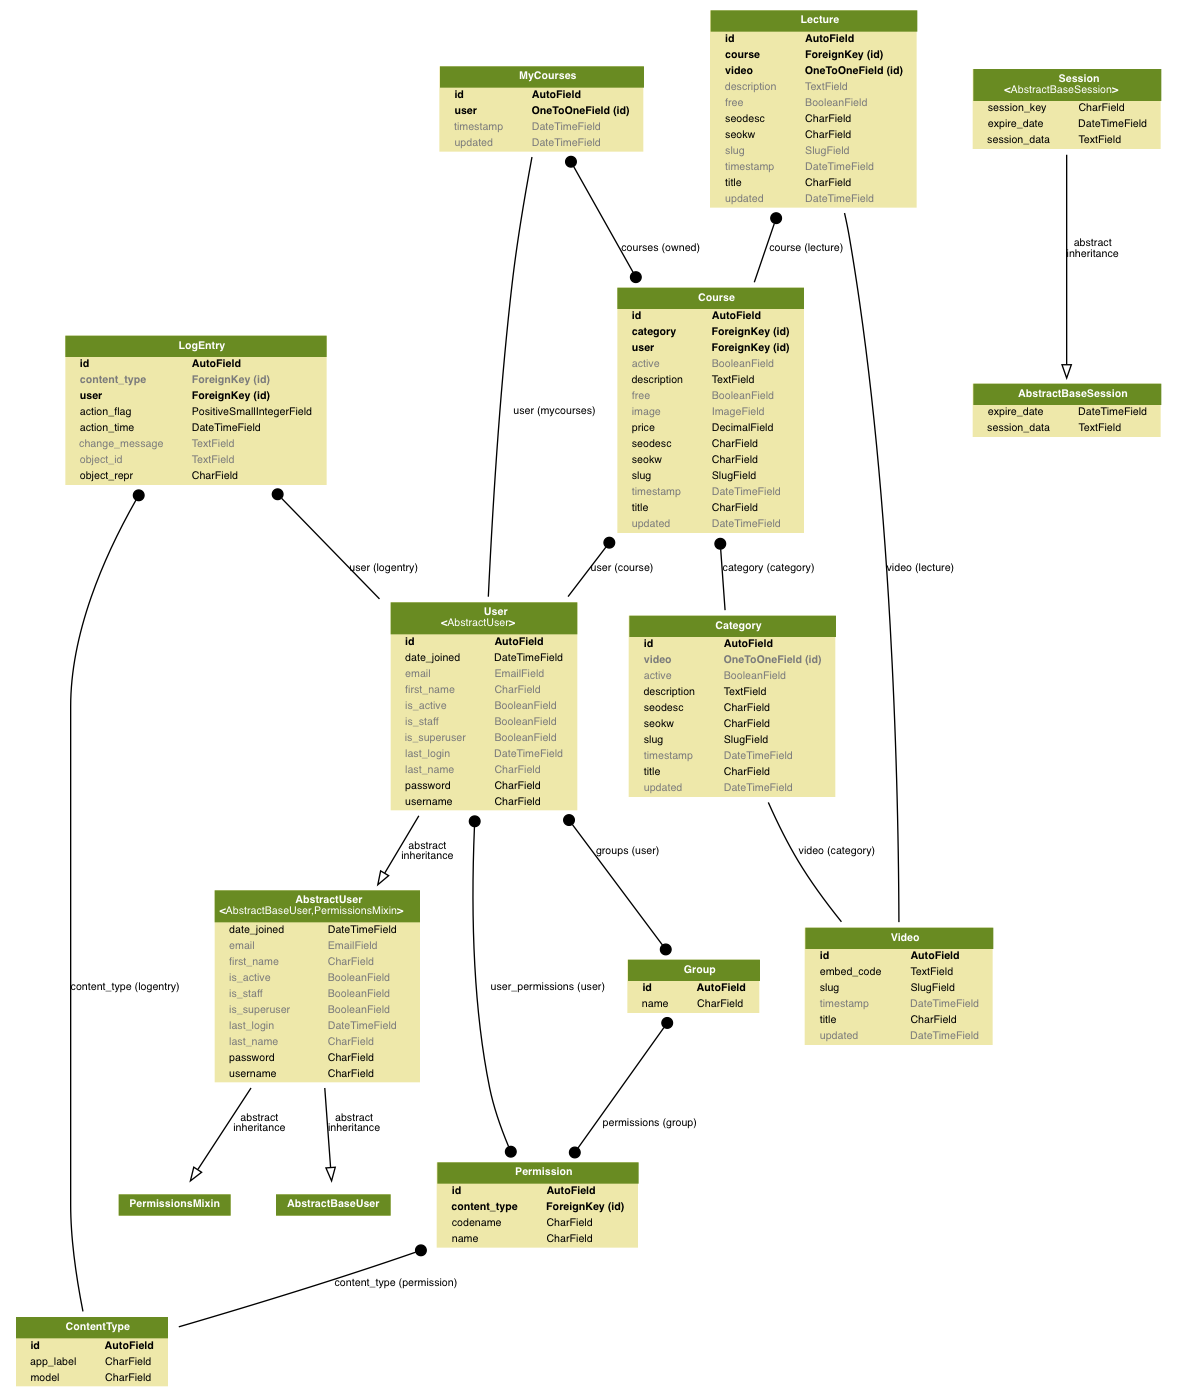 Lecture
id AutoField
course ForeignKey (id)
video OneToOneField (id)
description TextField
free BooleanField
seodesc CharField
seokw CharField
slug SlugField
timestamp DateTimeField
title CharField
updated DateTimeField
MyCourses
id AutoField
user OneToOneField (id)
timestamp DateTimeField
updated DateTimeField
Session
<AbstractBaseSession>
session_key CharField
expire_date DateTimeField
session_data TextField
courses (owned)
course (lecture)
abstract
inheritance
Course
id AutoField
category ForeignKey (id)
user ForeignKey (id)
active BooleanField
description TextField
free BooleanField
image ImageField
price DecimalField
seodesc CharField
seokw CharField
slug SlugField
timestamp DateTimeField
title CharField
updated DateTimeField
LogEntry
id AutoField
content_type ForeignKey (id)
user ForeignKey (id)
action_flag PositiveSmallIntegerField
action_time DateTimeField
change_message TextField
object_id TextField
object_repr CharField
AbstractBaseSession
expire_date DateTimeField
session_data TextField
user (mycourses)
user (logentry)
user (course)
category (category)
video (lecture)
User
<AbstractUser>
id AutoField
date_joined DateTimeField
email EmailField
first_name CharField
is_active BooleanField
is_staff BooleanField
is_superuser BooleanField
last_login DateTimeField
last_name CharField
password CharField
username CharField
Category
id AutoField
video OneToOneField (id)
active BooleanField
description TextField
seodesc CharField
seokw CharField
slug SlugField
timestamp DateTimeField
title CharField
updated DateTimeField
abstract
inheritance
groups (user)
video (category)
AbstractUser
<AbstractBaseUser,PermissionsMixin>
date_joined DateTimeField
email EmailField
first_name CharField
is_active BooleanField
is_staff BooleanField
is_superuser BooleanField
last_login DateTimeField
last_name CharField
password CharField
username CharField
Video
id AutoField
embed_code TextField
slug SlugField
timestamp DateTimeField
title CharField
updated DateTimeField
Group
id AutoField
name CharField
content_type (logentry)
user_permissions (user)
abstract
inheritance
abstract
inheritance
permissions (group)
PermissionsMixin
AbstractBaseUser
Permission
id AutoField
content_type ForeignKey (id)
codename CharField
name CharField
content_type (permission)
ContentType
id AutoField
app_label CharField
model CharField